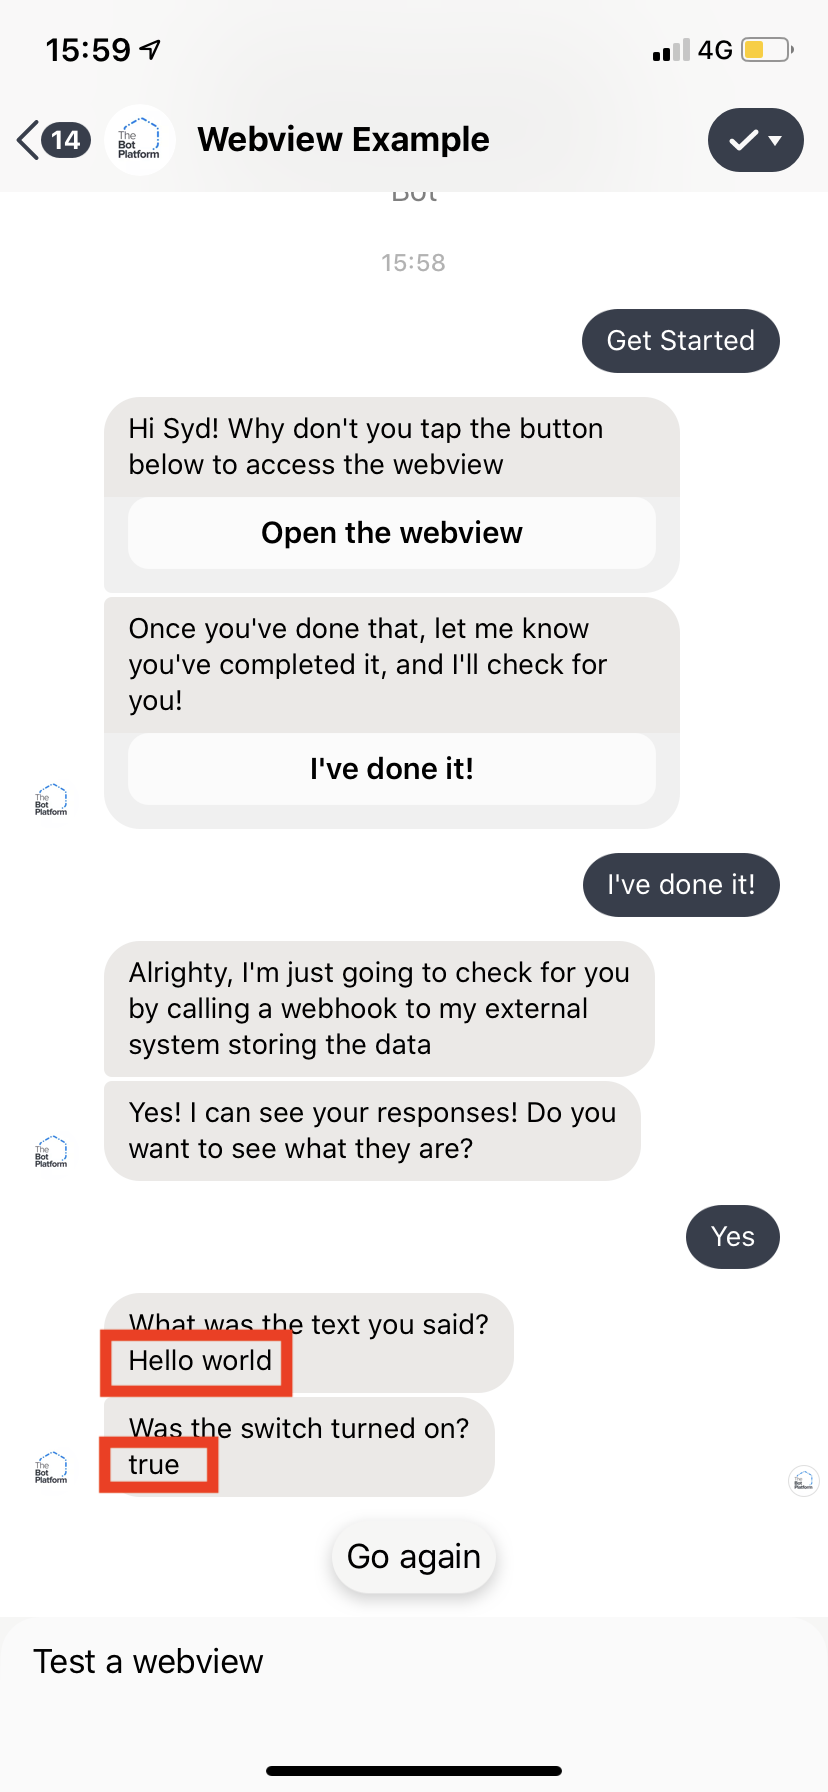 15:59
4G
14
The
Bot
Platform
Webview Example
Bot
15:58
Get Started
Hi Syd! Why don't you tap the button
below to access the webview
Open the webview
Once you've done that, let me know
you've completed it, and I'll check for
you!
I've done it!
The
Bot
Platform
I've done it!
Alrighty, I'm just going to check for you
by calling a webhook to my external
system storing the data
Yes! I can see your responses! Do you
want to see what they are?
The
Bot
Platform
Yes
What was the text you said?
Hello world
Was the switch turned on?
true
The
Bot
Platform
The
Bot
Platform
Go again
Test a webview